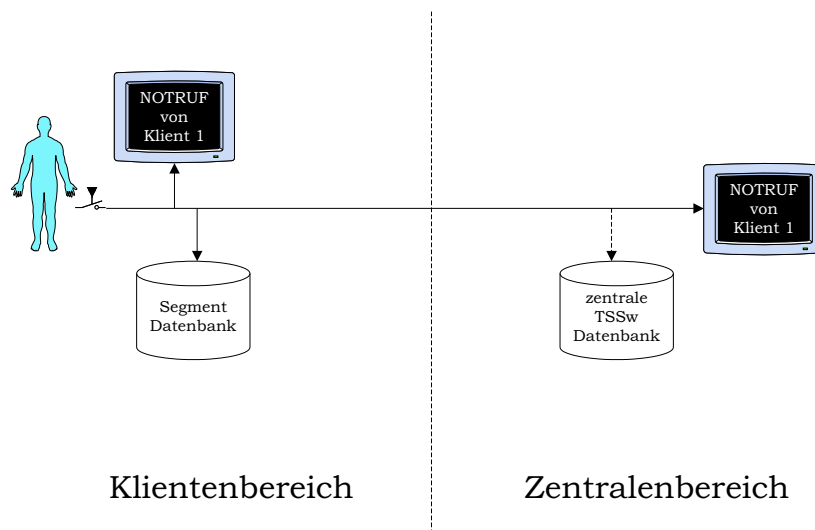 NOTRUF
von
Klient 1
NOTRUF
von
Klient 1
Segment
Datenbank
zentrale
TSSw
Datenbank
Klientenbereich
Zentralenbereich